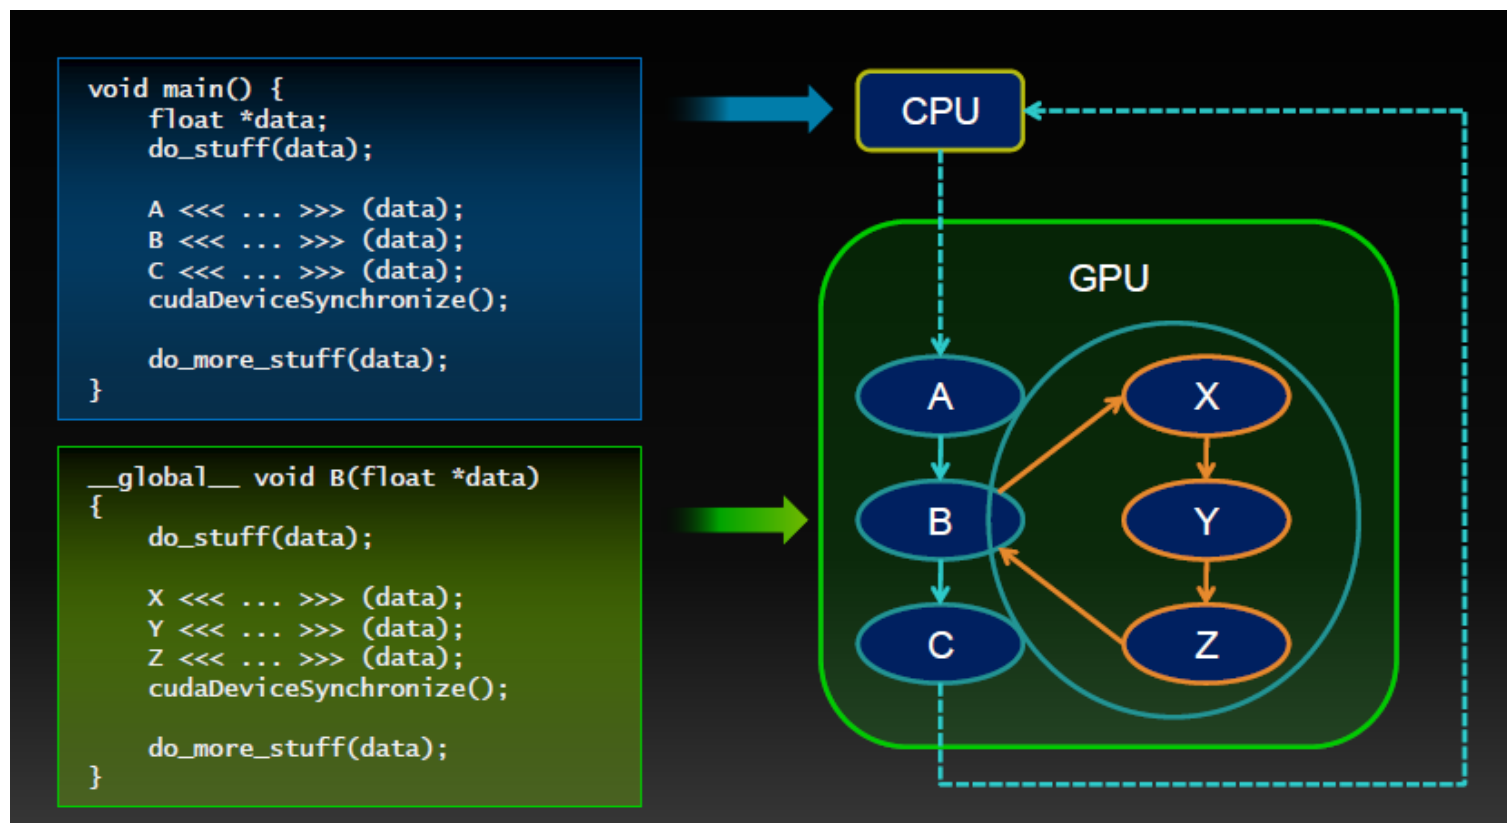 void main() {
float *data;
do_stuff(data);
A <<< ... >>> (data);
B <<< ... >>> (data);
C <<< ... >>> (data);
cudaDeviceSynchronize();
do_more_stuff(data);
}
__global__ void B(float *data)
{
do_stuff(data);
X <<< ... >>> (data);
Y <<< ... >>> (data);
Z <<< ... >>> (data);
cudaDeviceSynchronize();
do_more_stuff(data);
}
CPU
GPU
A
X
B
Y
C
Z